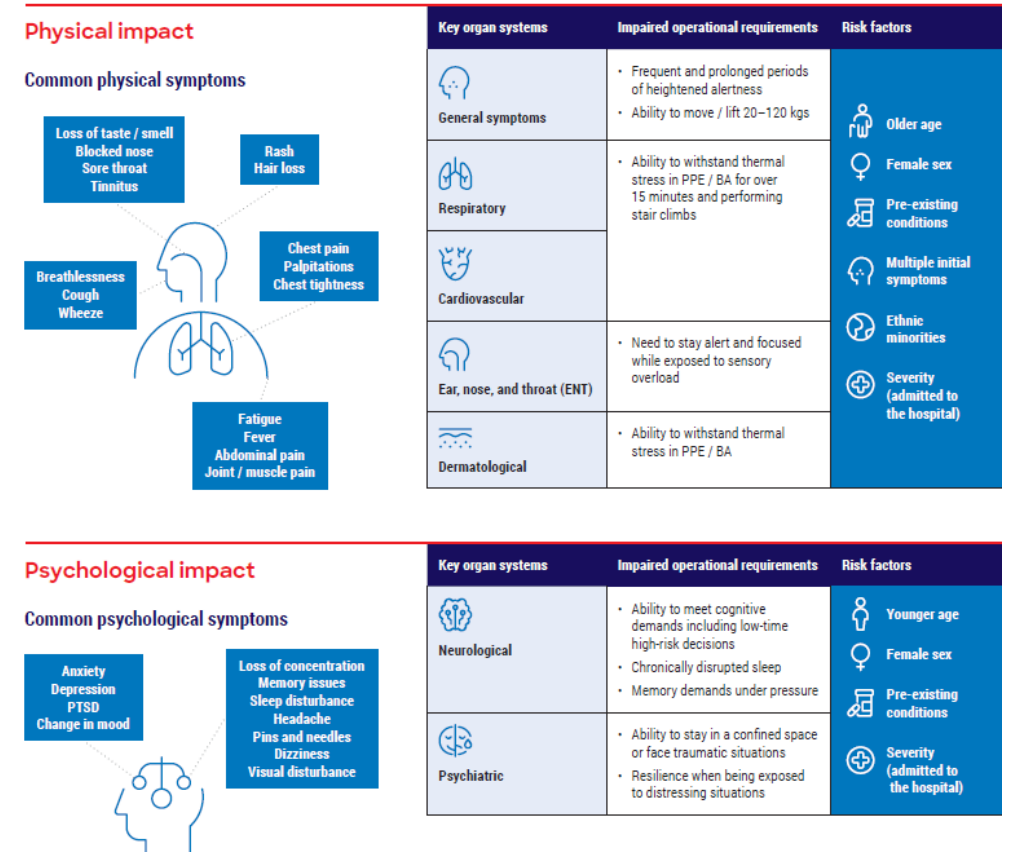 Physical impact
Common physical symptoms
Loss of taste / smell
Blocked nose
Sore throat
Tinnitus
Rash
Hair loss
Chest pain
Palpitations
Chest tightness
Breathlessness
Cough
Wheeze
Fatigue
Fever
Abdominal pain
Joint / muscle pain
Key organ systems
Impaired operational requirements
Risk factors
General symptoms
• Frequent and prolonged periods
of heightened alertness
• Ability to move / lift 20–120 kgs
Respiratory
• Ability to withstand thermal
stress in PPE / BA for over
15 minutes and performing
stair climbs
Cardiovascular
Ear, nose, and throat (ENT)
• Need to stay alert and focused
while exposed to sensory
overload
Dermatological
• Ability to withstand thermal
stress in PPE / BA
Older age
Female sex
Pre-existing
conditions
Multiple initial
symptoms
Ethnic
minorities
Severity
(admitted to
the hospital)
Psychological impact
Common psychological symptoms
Anxiety
Depression
PTSD
Change in mood
Loss of concentration
Memory issues
Sleep disturbance
Headache
Pins and needles
Dizziness
Visual disturbance
Key organ systems
Impaired operational requirements
Risk factors
Neurological
• Ability to meet cognitive
demands including low-time
high-risk decisions
• Chronically disrupted sleep
• Memory demands under pressure
Psychiatric
• Ability to stay in a confined space
or face traumatic situations
• Resilience when being exposed
to distressing situations
Younger age
Female sex
Pre-existing
conditions
Severity
(admitted to
the hospital)